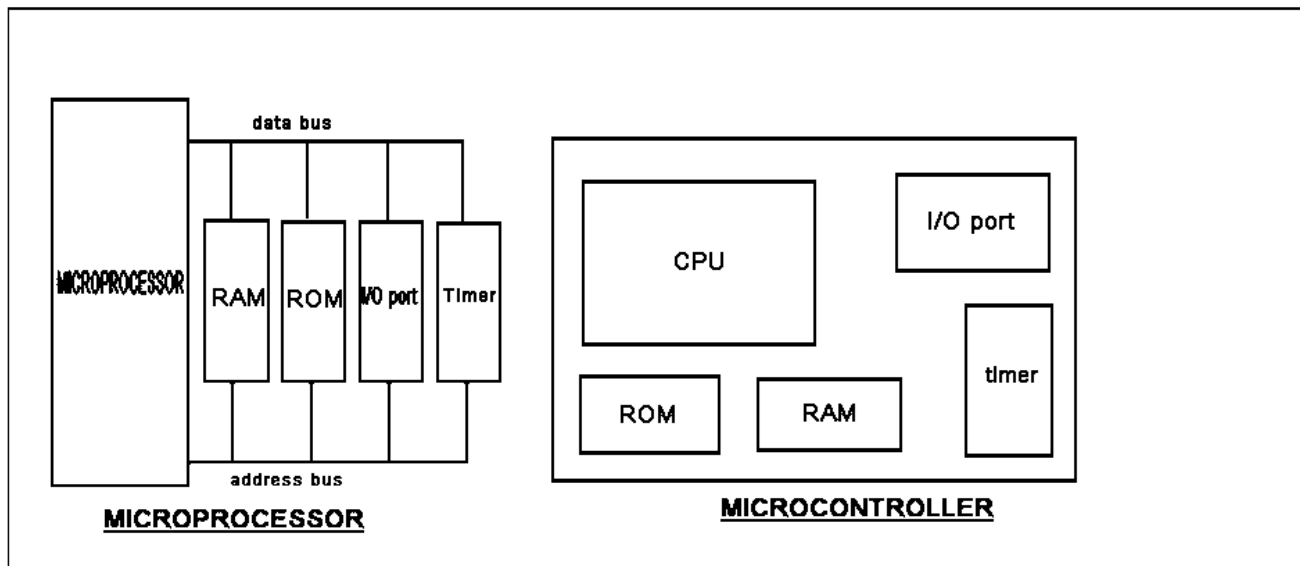 data bus
MICROPROCESSOR
RAM
ROM
I/O port
Timer
address bus
MICROPROCESSOR
CPU
I/O port
timer
ROM
RAM
MICROCONTROLLER